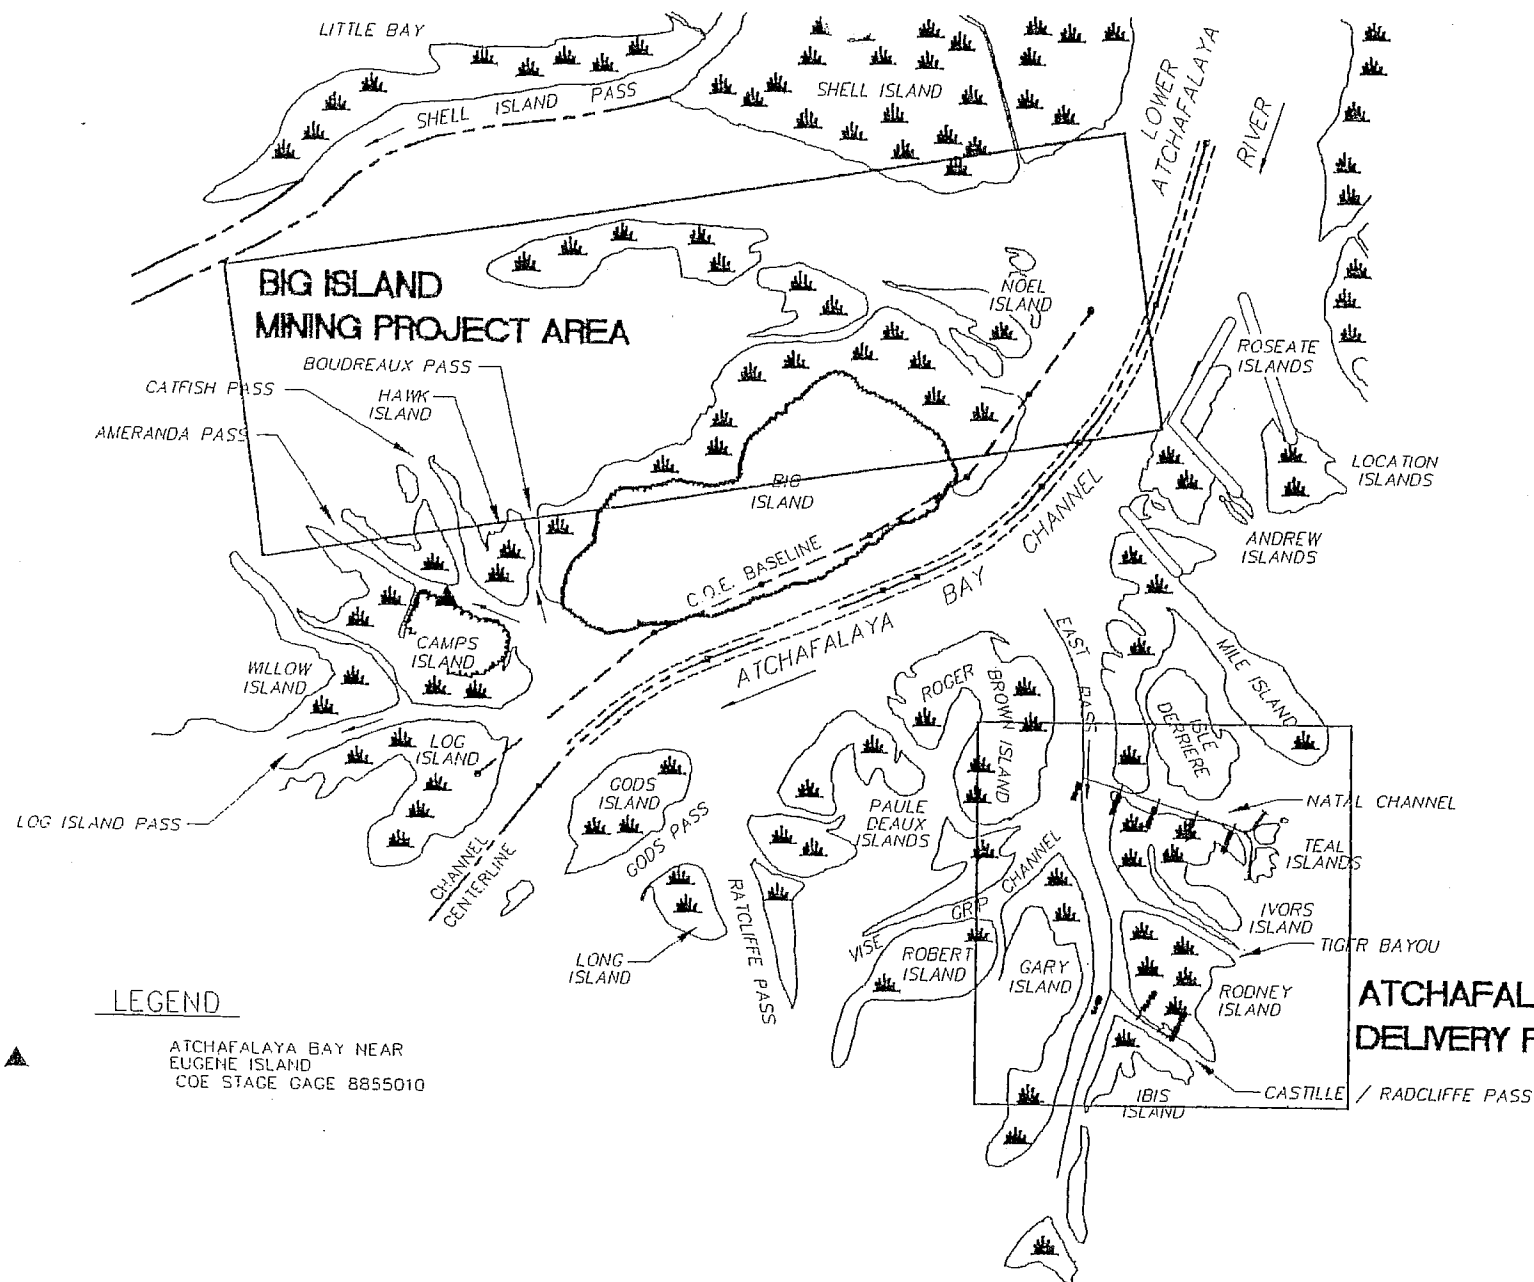 LITTLE BAY
SHELL ISLAND PASS
SHELL ISLAND
LOWER
ATCHAFALAYA
RIVER
BIG ISLAND
MINING PROJECT AREA
NOEL
ISLAND
BOUDREAUX PASS
CATFISH PASS
HAWK
ISLAND
AMERANDA PASS
ROSEATE
ISLANDS
LOCATION
ISLANDS
BIG
ISLAND
ANDREW
ISLANDS
C.O.E. BASELINE
ATCHAFALAYA BAY CHANNEL
CAMPS
ISLAND
WILLOW
ISLAND
EAST PASS
MILE ISLAND
ROGER
BROWN ISLAND
ISLE
DERRIERE
LOG
ISLAND
LOG ISLAND PASS
GODS
ISLAND
GODS PASS
PAULE
DEAUX
ISLANDS
NATAL CHANNEL
TEAL
ISLANDS
CHANNEL
CENTERLINE
RATCLIFFE PASS
VISE GRIP CHANNEL
IVORS
ISLAND
TIGER BAYOU
LONG
ISLAND
ROBERT
ISLAND
GARY
ISLAND
RODNEY
ISLAND
ATCHAFAL
DELIVERY
IBIS
ISLAND
CASTILLE / RADCLIFFE PASS
LEGEND
ATCHAFALAYA BAY NEAR
EUGENE ISLAND
COE STAGE GAGE 8855010